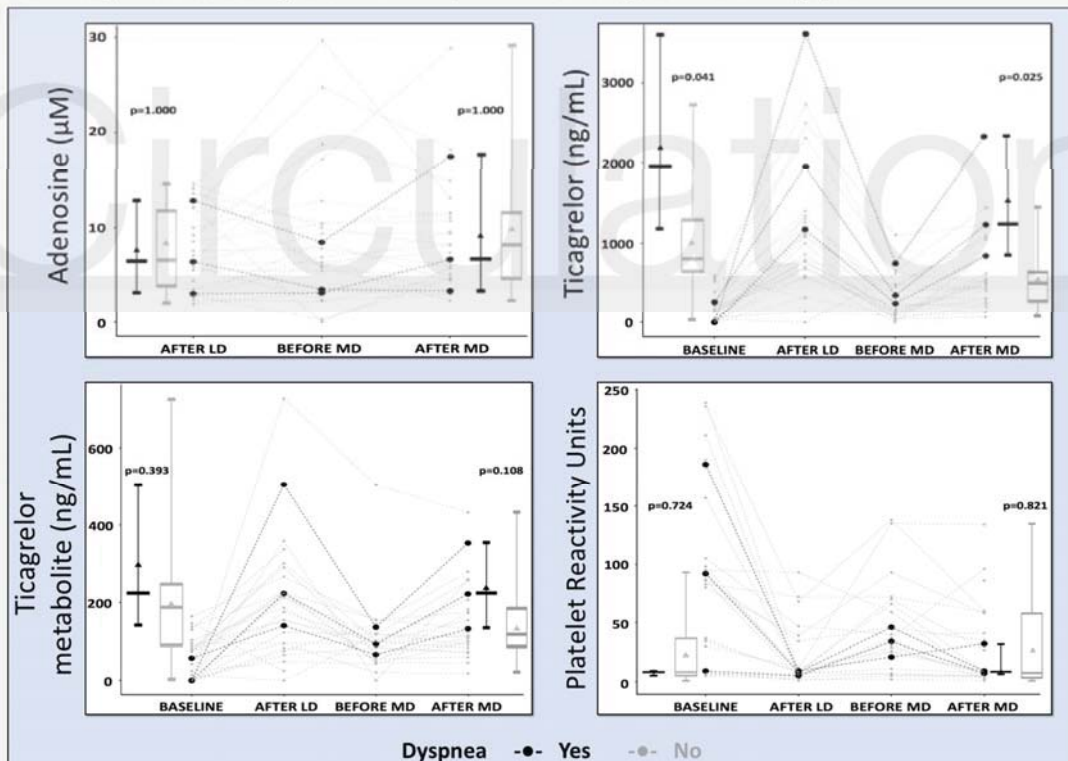 Circulation
30
20
10
0
Adenosine (µM)
p=1.000
p=1.000
AFTER LD
BEFORE MD
AFTER MD
3000
2000
1000
0
Ticagrelor (ng/mL)
p=0.041
p=0.025
BASELINE
AFTER LD
BEFORE MD
AFTER MD
600
400
200
0
Ticagrelor
metabolite (ng/mL)
p=0.393
p=0.108
BASELINE
AFTER LD
BEFORE MD
AFTER MD
250
200
150
100
50
0
Platelet Reactivity Units
p=0.724
p=0.821
BASELINE
AFTER LD
BEFORE MD
AFTER MD
Dyspnea Yes No